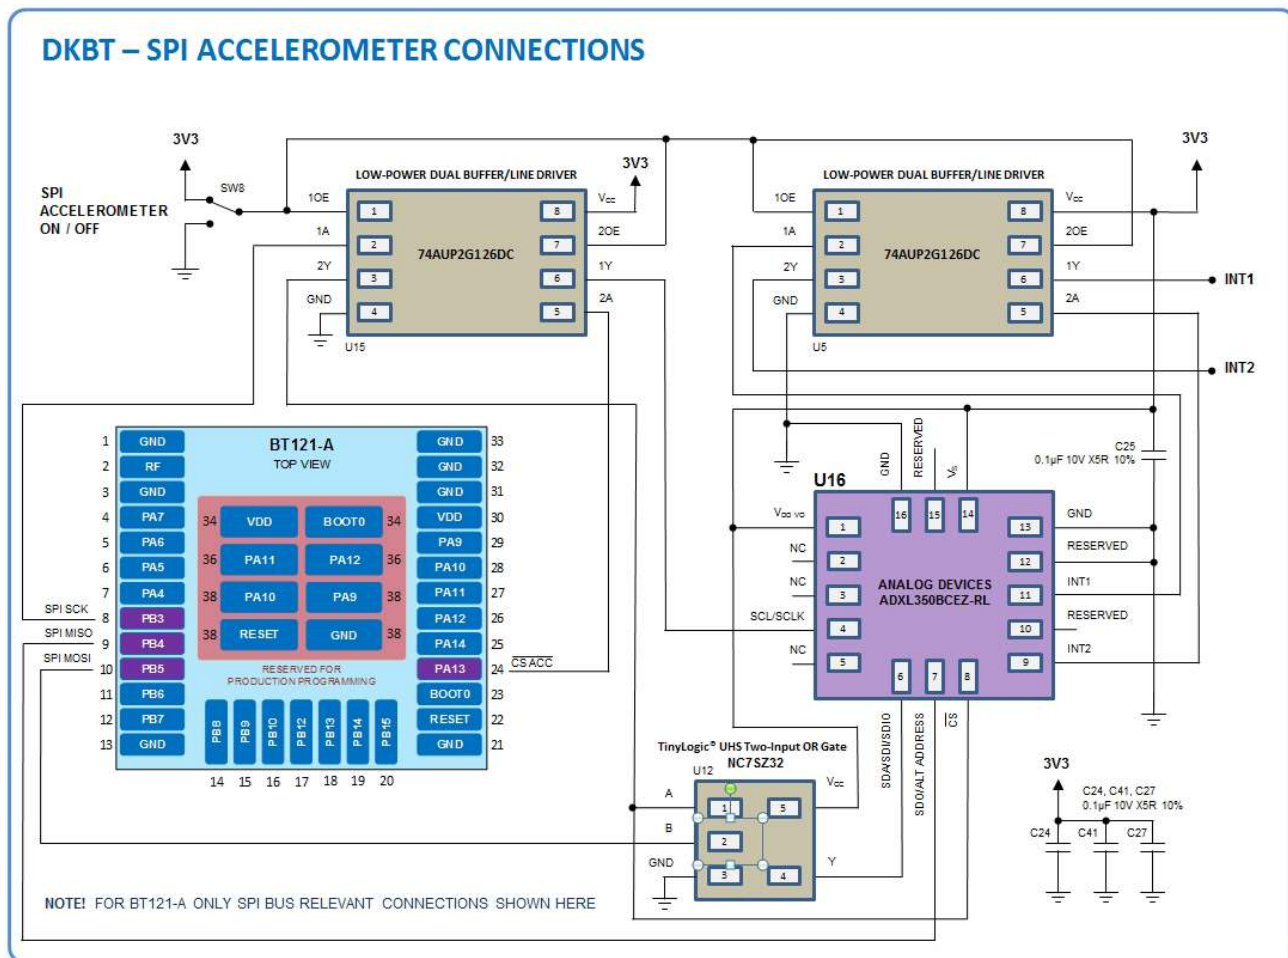 DKBT – SPI ACCELEROMETER CONNECTIONS
3V3
SPI
ACCELEROMETER
ON / OFF
SW8
LOW-POWER DUAL BUFFER/LINE DRIVER
3V3
1OE
1A
2Y
GND
1
2
3
4
74AUP2G126DC
8
7
6
5
VCC
2OE
1Y
2A
U15
LOW-POWER DUAL BUFFER/LINE DRIVER
3V3
1OE
1A
2Y
GND
1
2
3
4
74AUP2G126DC
8
7
6
5
VCC
2OE
1Y
2A
U5
INT1
INT2
BT121-A
TOP VIEW
1 GND
2 RF
3 GND
4 PA7
5 PA6
6 PA5
7 PA4
SPI SCK 8 PB3
SPI MISO 9 PB4
SPI MOSI 10 PB5
11 PB6
12 PB7
13 GND
34 VDD BOOT0 34
36 PA11 PA12 36
38 PA10 PA9 38
38 RESET GND 38
RESERVED FOR
PRODUCTION PROGRAMMING
GND 33
GND 32
GND 31
VDD 30
PA9 29
PA10 28
PA11 27
PA12 26
PA14 25
PA13 24 CS ACC
BOOT0 23
RESET 22
GND 21
PB8 PB9 PB10 PB12 PB13 PB14 PB15
14 15 16 17 18 19 20
C25
0.1µF 10V X5R 10%
U16
GND
RESERVED
VS
16 15 14
VDD I/O
NC
NC
SCL/SCLK
NC
1
2
3
4
5
ANALOG DEVICES
ADXL350BCEZ-RL
13
12
11
10
9
GND
RESERVED
INT1
RESERVED
INT2
6 7 8
SDA/SDI/SDIO
SDO/ALT ADDRESS
CS
TinyLogic® UHS Two-Input OR Gate
NC7SZ32
U12
A
B
GND
1
2
3
5
4
VCC
Y
3V3
C24, C41, C27
0.1µF 10V X5R 10%
C24
C41
C27
NOTE! FOR BT121-A ONLY SPI BUS RELEVANT CONNECTIONS SHOWN HERE